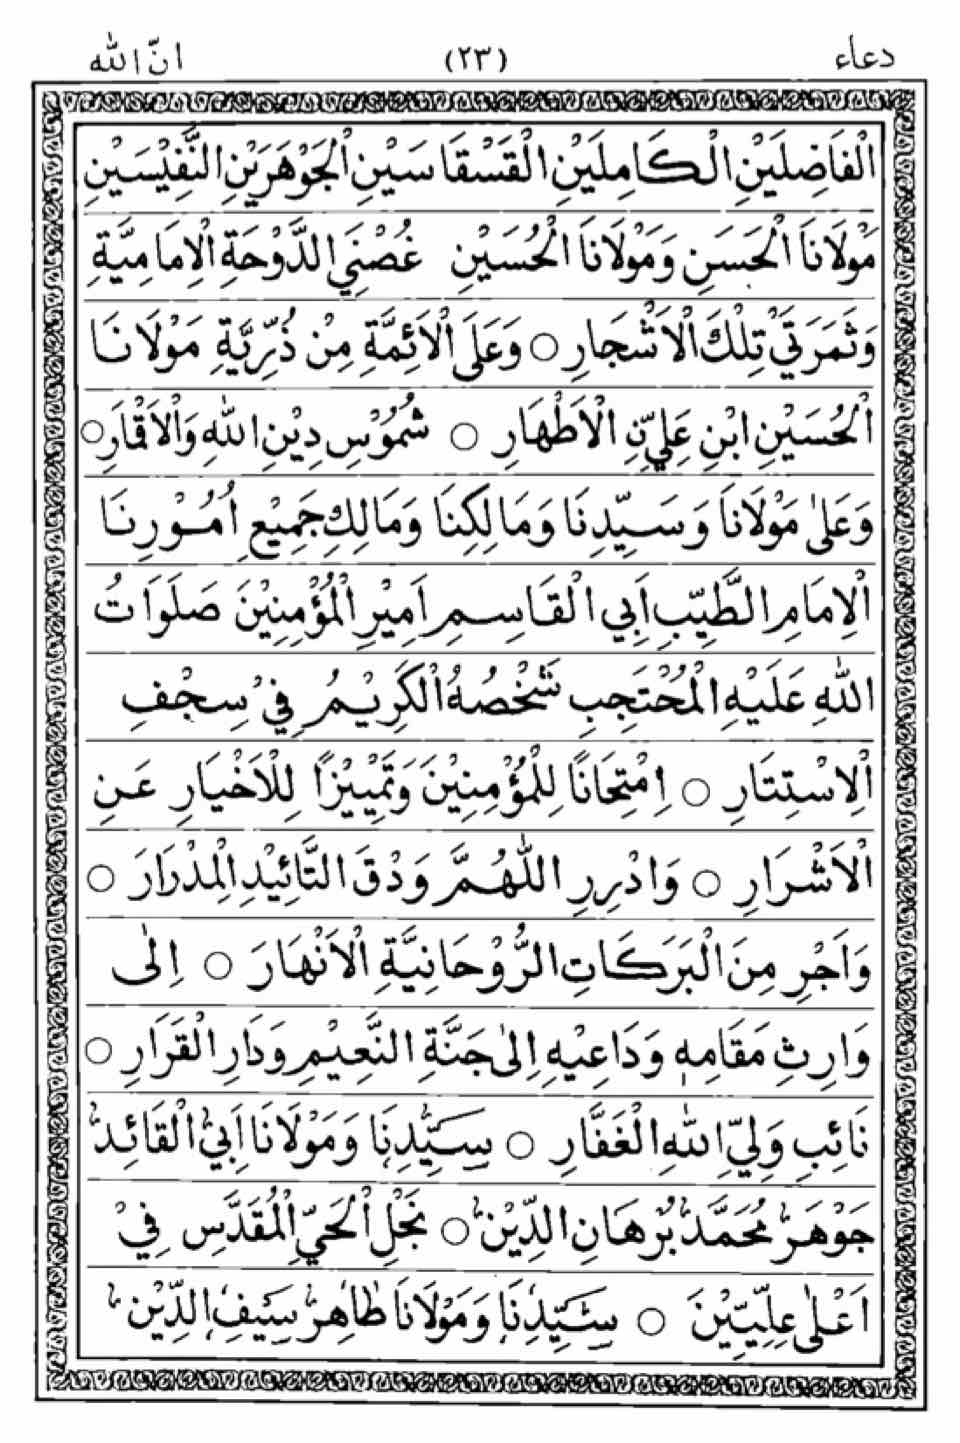 دعاء (٢٣) انّ الله
الْفَاضِلَيْنِ الْكَامِلَيْنِ الْقَسْقَاسَيْنِ الْجَوْهَرَيْنِ النَّفِيْسَيْنِ
مَوْلَانَا الْحَسَنِ وَمَوْلَانَا الْحُسَيْنِ غُصْنَيِ الدَّوْحَةِ الْاِمَامِيَّةِ
وَثَمَرَتَيْ تِلْكَ الْاَشْجَارِ ○ وَعَلَى الْاَئِمَّةِ مِنْ ذُرِّيَّةِ مَوْلَانَا
الْحُسَيْنِ ابْنِ عَلِيِّنِ الْاَطْهَارِ ○ شُمُوْسِ دِيْنِ اللهِ وَالْاَقْمَارِ ○
وَعَلٰى مَوْلَانَا وَسَيِّدِنَا وَمَالِكِنَا وَمَالِكِ جَمِيْعِ اُمُوْرِنَا
الْاِمَامِ الطَّيِّبِ اَبِي الْقَاسِمِ اَمِيْرِ الْمُؤْمِنِيْنَ صَلَوَاتُ
اللهِ عَلَيْهِ الْمُحْتَجِبِ شَخْصُهُ الْكَرِيْمُ فِيْ سِجْفِ
الْاِسْتِتَارِ ○ اِمْتِحَانًا لِلْمُؤْمِنِيْنَ وَتَمْيِيْزًا لِلْاَخْيَارِ عَنِ
الْاَشْرَارِ ○ وَادْرِرِ اللّٰهُمَّ وَدْقَ التَّائِيْدِ الْمِدْرَارَ ○
وَاَجْرِ مِنَ الْبَرَكَاتِ الرُّوْحَانِيَّةِ الْاَنْهَارَ ○ اِلٰى
وَارِثِ مَقَامِهٖ وَدَاعِيْهِ اِلٰى جَنَّةِ النَّعِيْمِ وَدَارِ الْقَرَارِ ○
نَائِبِ وَلِيِّ اللهِ الْغَفَّارِ ○ سَيِّدِنَا وَمَوْلَانَا اَبِيْ الْقَائِدْ
جَوْهَرْ مُحَمَّدْ بُرْهَانِ الدِّيْنْ ○ نَجْلِ الْحَيِّ الْمُقَدَّسِ فِيْ
اَعْلٰى عِلِّيِّيْنَ ○ سَيِّدِنَا وَمَوْلَانَا طَاهِرْ سَيْفِ الدِّيْنْ